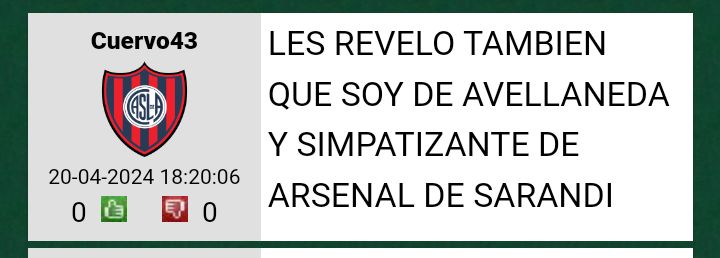 Cuervo43
CASLA
20-04-2024 18:20:06
0 0
LES REVELO TAMBIEN
QUE SOY DE AVELLANEDA
Y SIMPATIZANTE DE
ARSENAL DE SARANDI